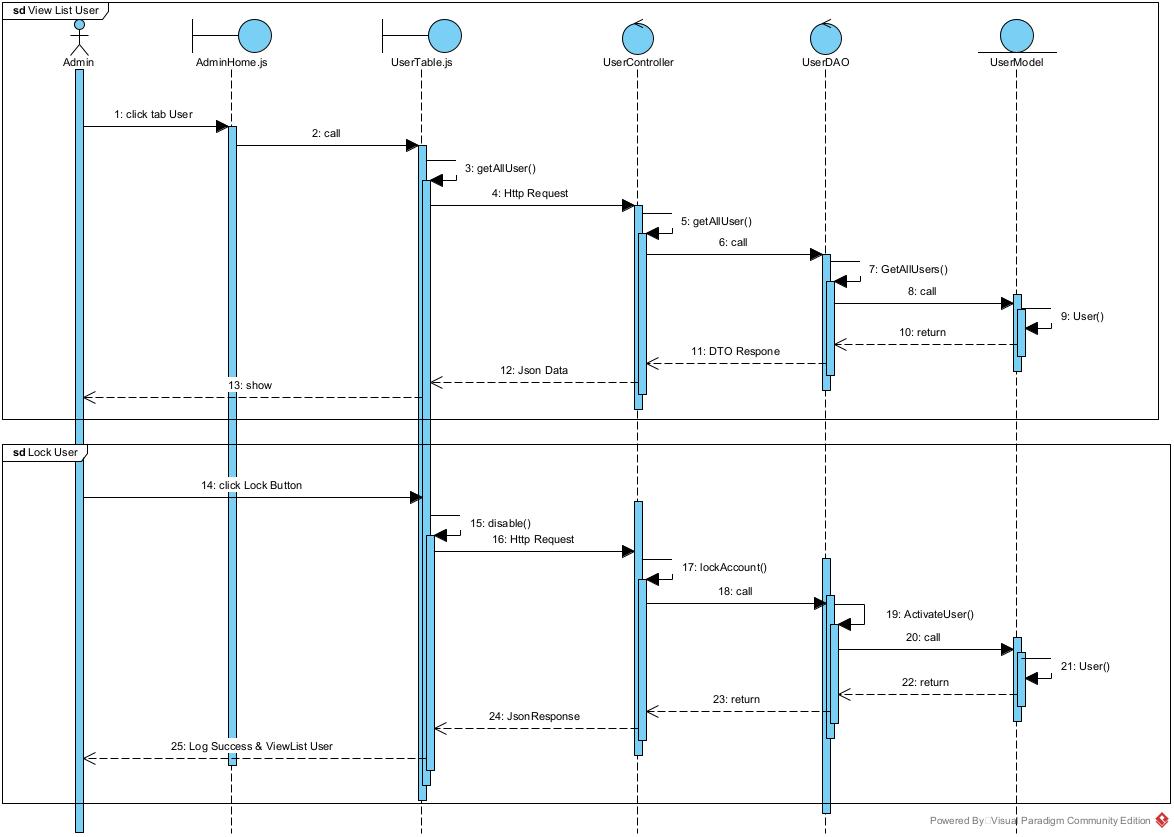 sd View List User
Admin
AdminHome.js
UserTable.js
UserController
UserDAO
UserModel
1: click tab User
2: call
3: getAllUser()
4: Http Request
5: getAllUser()
6: call
7: GetAllUsers()
8: call
9: User()
10: return
11: DTO Respone
12: Json Data
13: show
sd Lock User
14: click Lock Button
15: disable()
16: Http Request
17: lockAccount()
18: call
19: ActivateUser()
20: call
21: User()
22: return
23: return
24: JsonResponse
25: Log Success & ViewList User
Powered By Visual Paradigm Community Edition